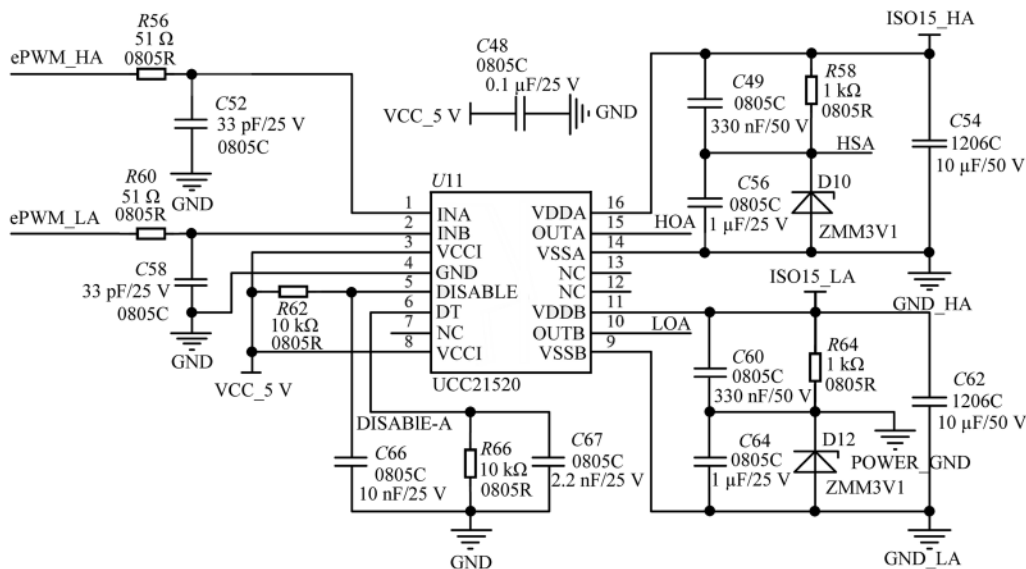 R56
51 Ω
0805R
ePWM_HA
C52
33 pF/25 V
0805C
GND
R60
51 Ω
0805R
ePWM_LA
C58
33 pF/25 V
0805C
GND
C48
0805C
0.1 µF/25 V
VCC_5 V
GND
ISO15_HA
C49
0805C
330 nF/50 V
R58
1 kΩ
0805R
HSA
C54
1206C
10 µF/50 V
C56
0805C
1 µF/25 V
D10
ZMM3V1
GND_HA
U11
1 INA VDDA 16
2 INB OUTA 15 HOA
3 VCCI VSSA 14
4 GND NC 13
5 DISABLE NC 12
6 DT VDDB 11
7 NC OUTB 10 LOA
8 VCCI VSSB 9
UCC21520
R62
10 kΩ
0805R
VCC_5 V
DISABlE-A
C66
0805C
10 nF/25 V
R66
10 kΩ
0805R
C67
0805C
2.2 nF/25 V
GND
ISO15_LA
C60
0805C
330 nF/50 V
R64
1 kΩ
0805R
C62
1206C
10 µF/50 V
C64
0805C
1 µF/25 V
D12
POWER_GND
ZMM3V1
GND_LA